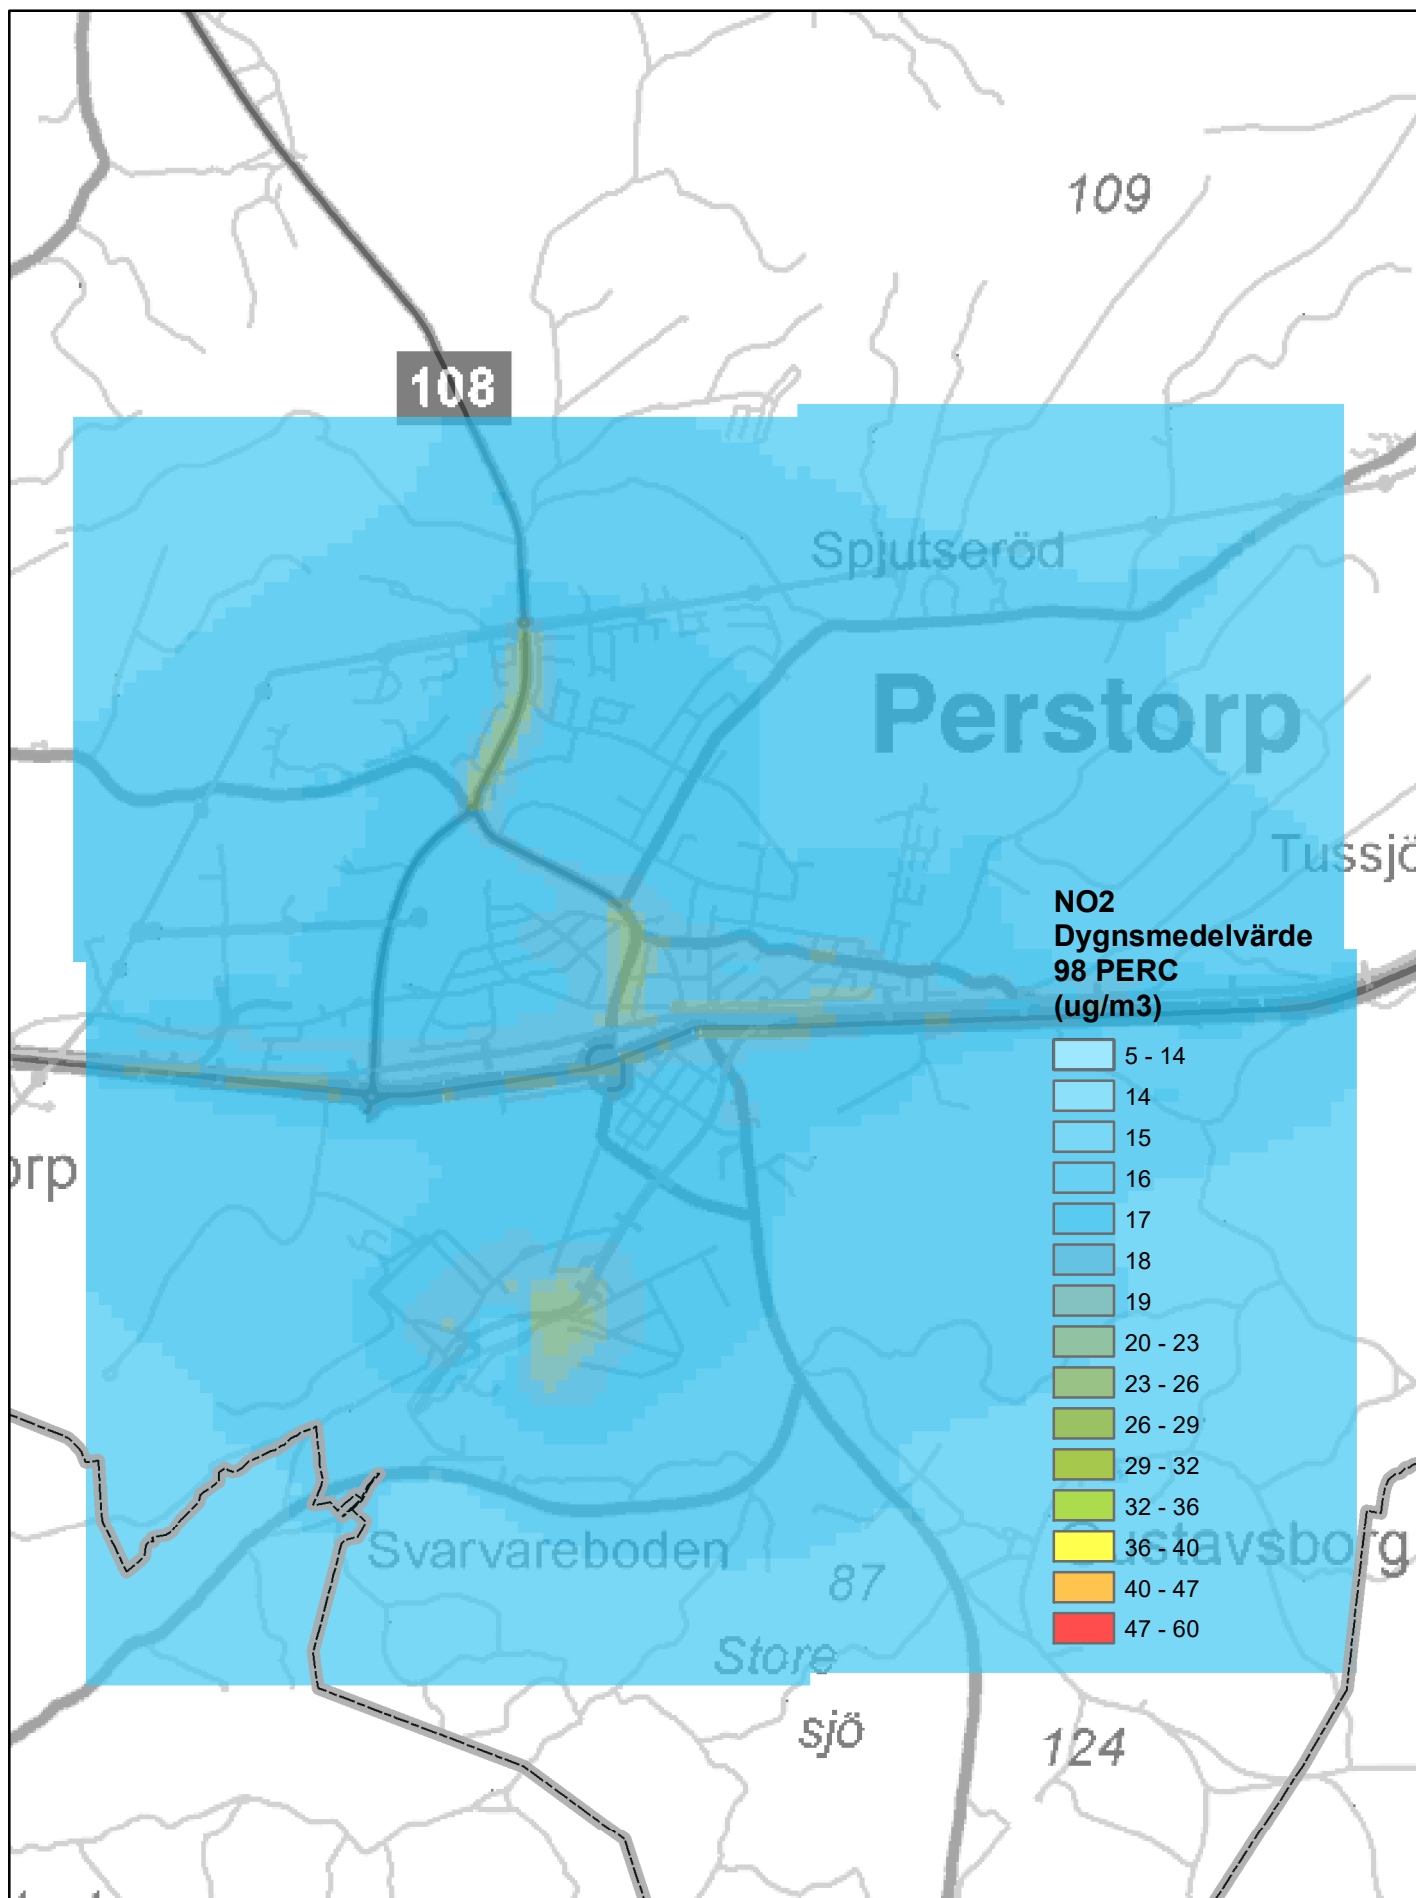 109
108
Spjutseröd
Perstorp
Tussjö
NO2
Dygnsmedelvärde
98 PERC
(ug/m3)
5 - 14
14
15
16
17
18
19
20 - 23
23 - 26
26 - 29
29 - 32
32 - 36
36 - 40
40 - 47
47 - 60
orp
Svarvareboden
Gustavsborg
87
Store
sjö
124